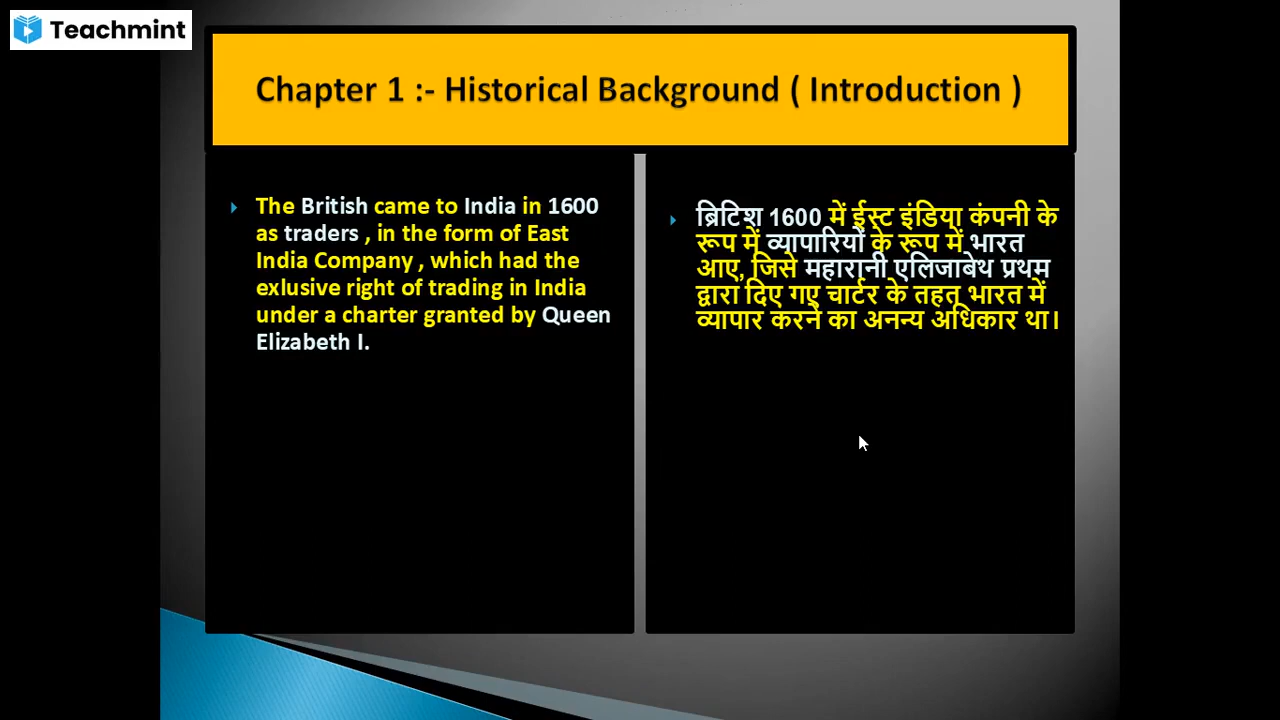 Teachmint
Chapter 1 :- Historical Background ( Introduction )
The British came to India in 1600
as traders , in the form of East
India Company , which had the
exlusive right of trading in India
under a charter granted by Queen
Elizabeth I.
ब्रिटिश 1600 में ईस्ट इंडिया कंपनी के
रूप में व्यापारियों के रूप में भारत
आए, जिसे महारानी एलिजाबेथ प्रथम
द्वारा दिए गए चार्टर के तहत भारत में
व्यापार करने का अनन्य अधिकार था।